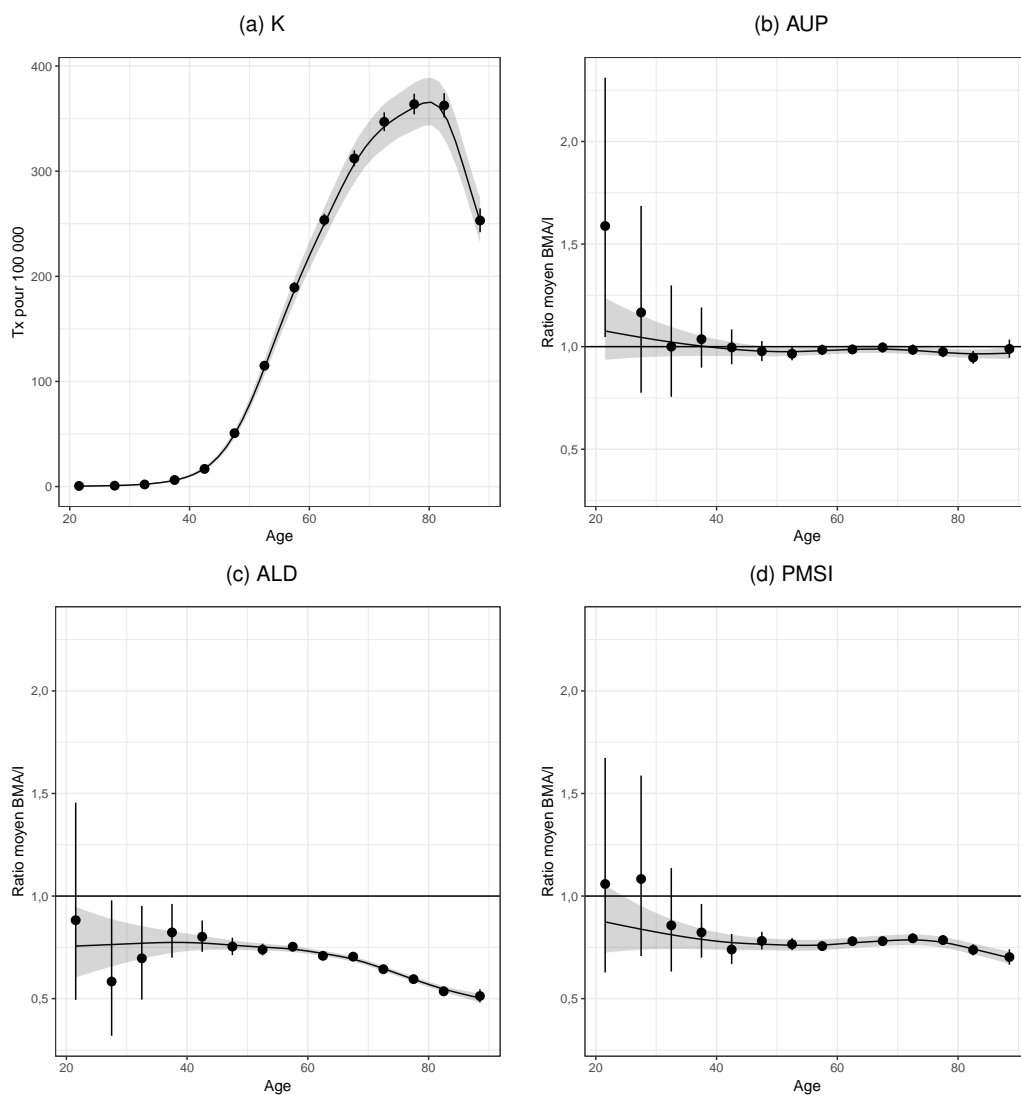 (a) K
Tx pour 100 000
400
300
200
100
0
20
40
60
80
Age
(b) AUP
Ratio moyen BMA/I
2,0
1,5
1,0
0,5
20
40
60
80
Age
(c) ALD
Ratio moyen BMA/I
2,0
1,5
1,0
0,5
20
40
60
80
Age
(d) PMSI
Ratio moyen BMA/I
2,0
1,5
1,0
0,5
20
40
60
80
Age